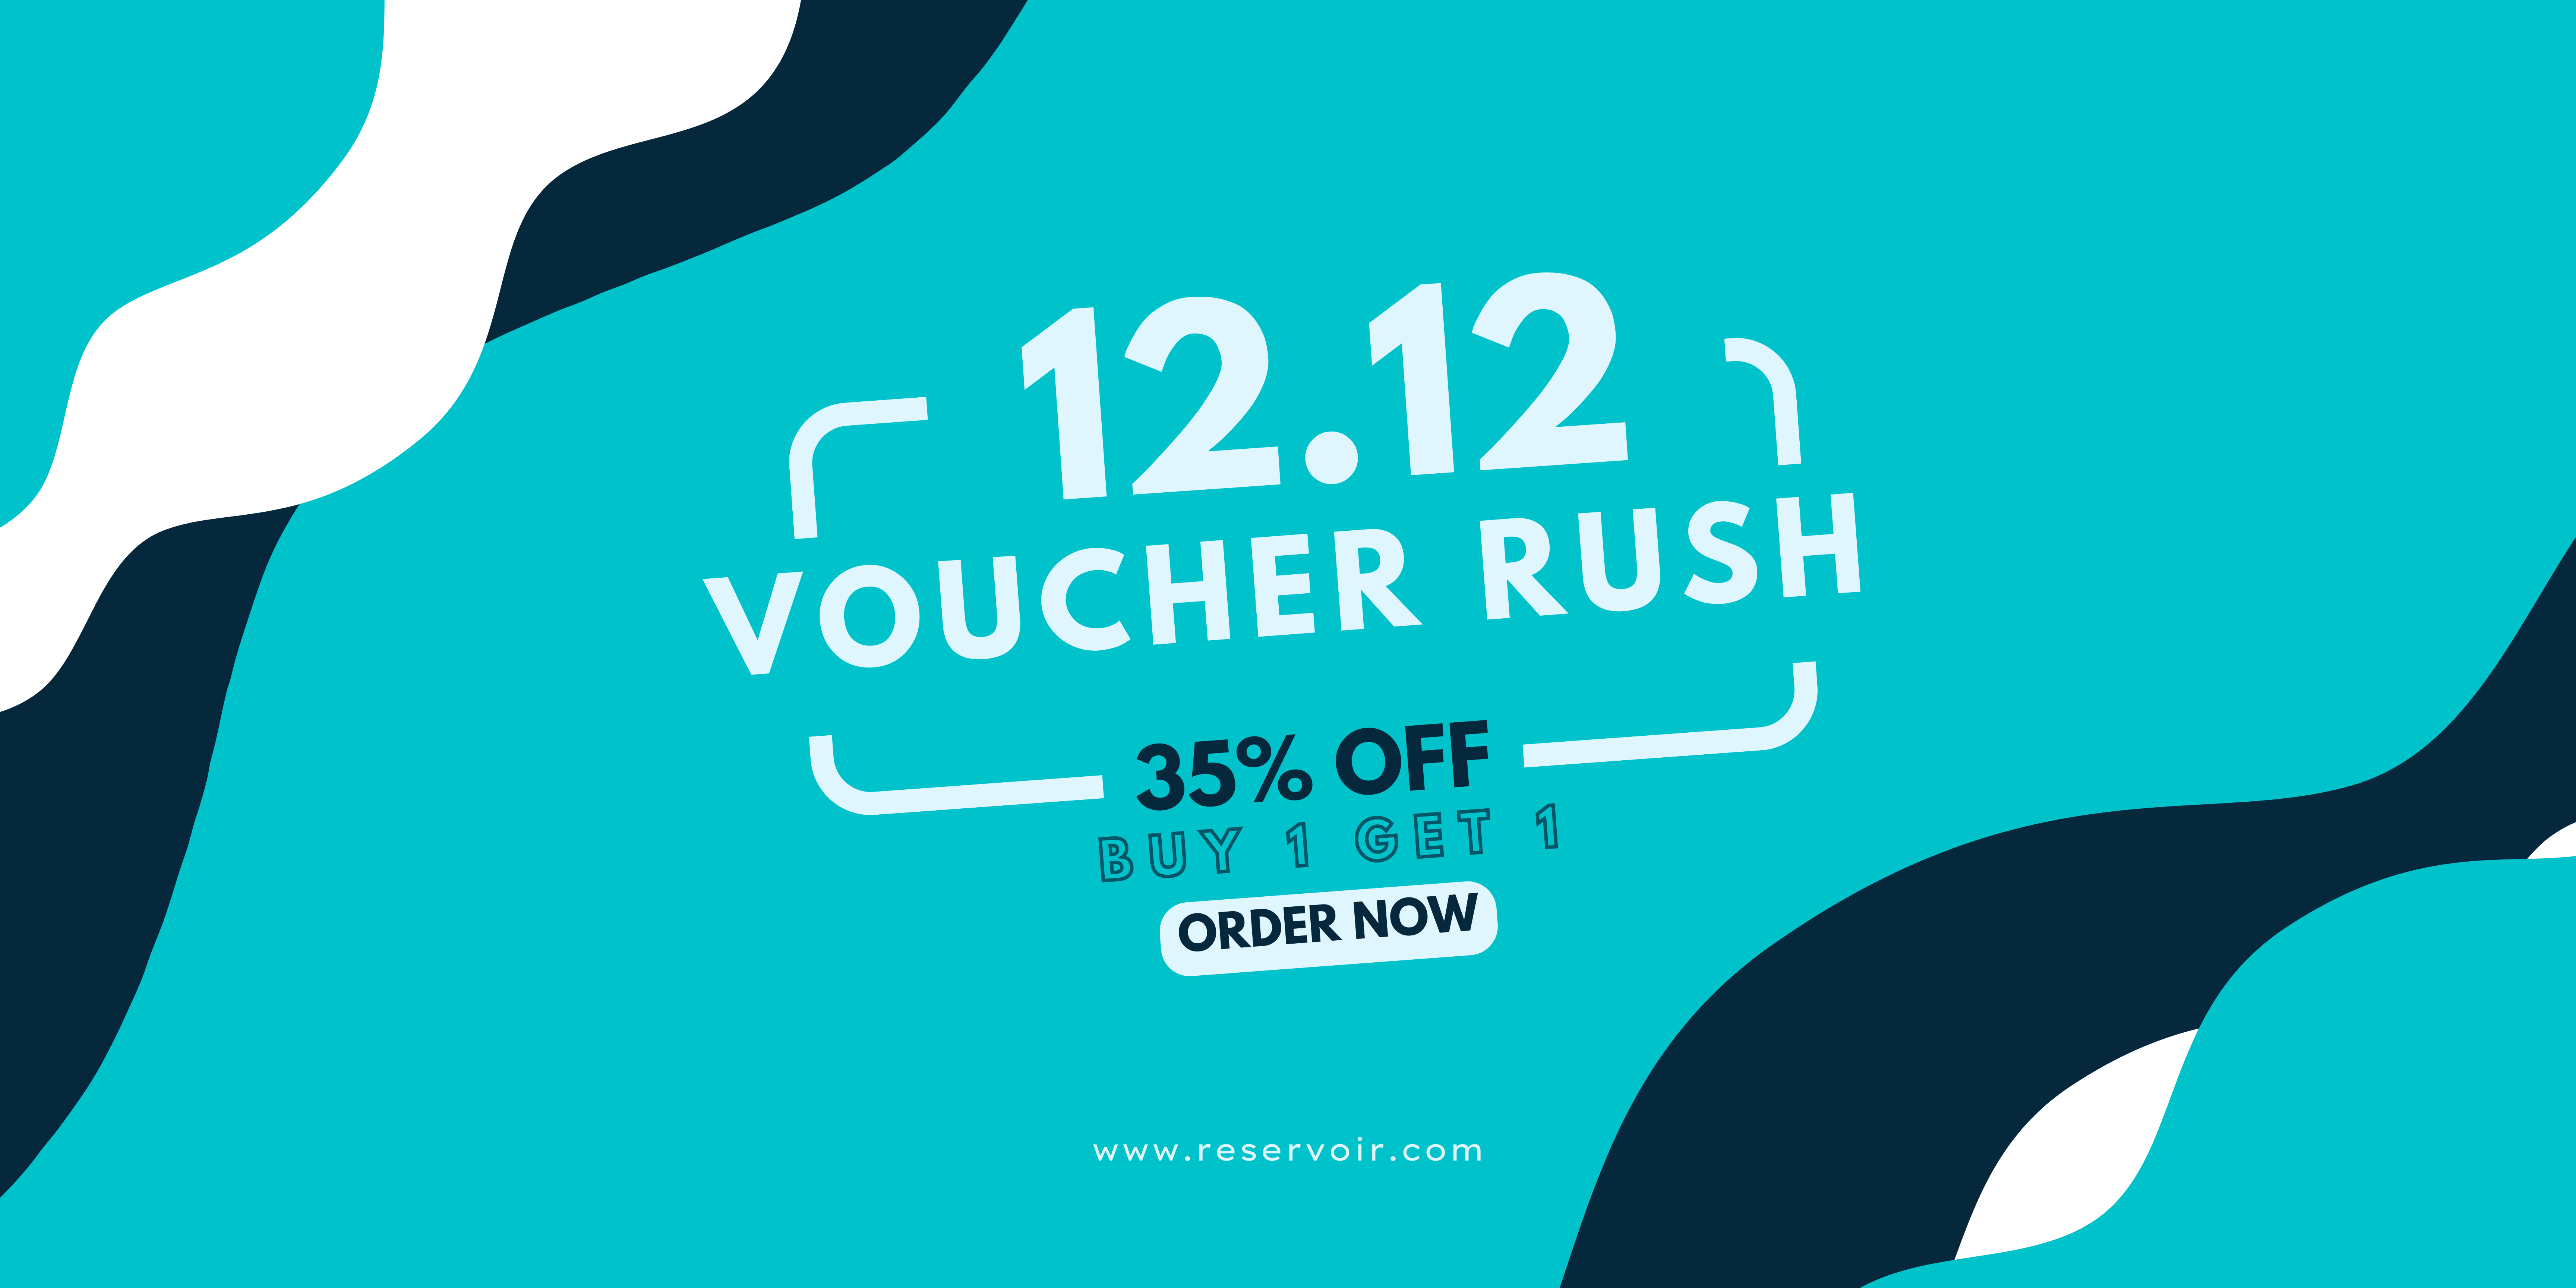 12.12
VOUCHER RUSH
35% OFF
BUY 1 GET 1
ORDER NOW
www.reservoir.com